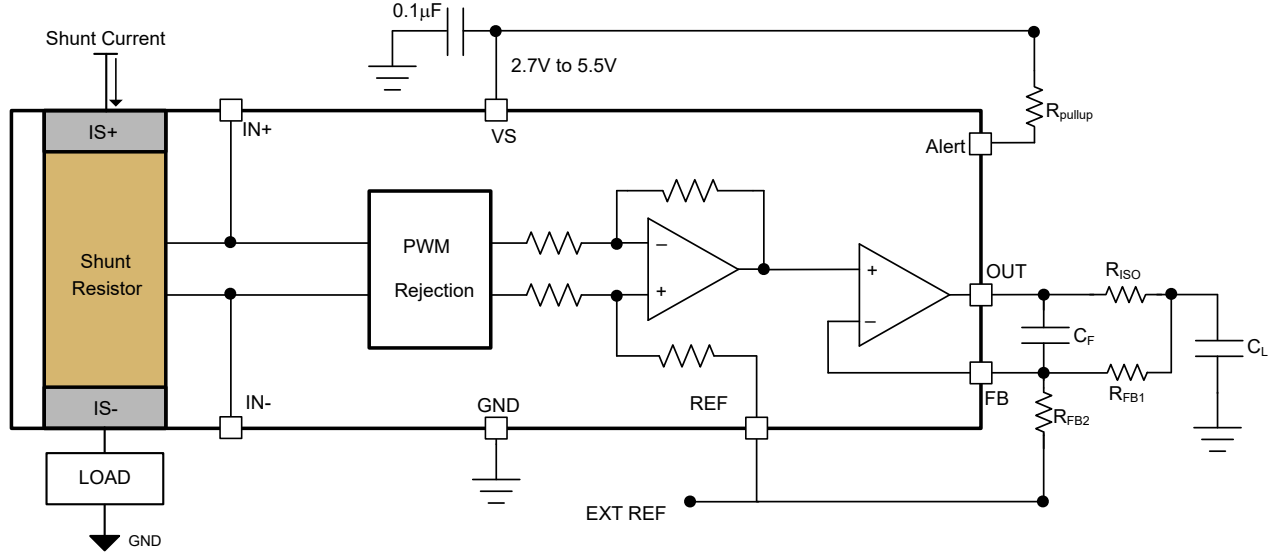 0.1μF
Shunt Current
2.7V to 5.5V
IS+
IN+
VS
Rpullup
Alert
PWM
Rejection
Shunt
Resistor
−
+
+
−
OUT
RISO
CF
CL
FB
RFB1
RFB2
IS-
IN-
GND
REF
LOAD
EXT REF
GND